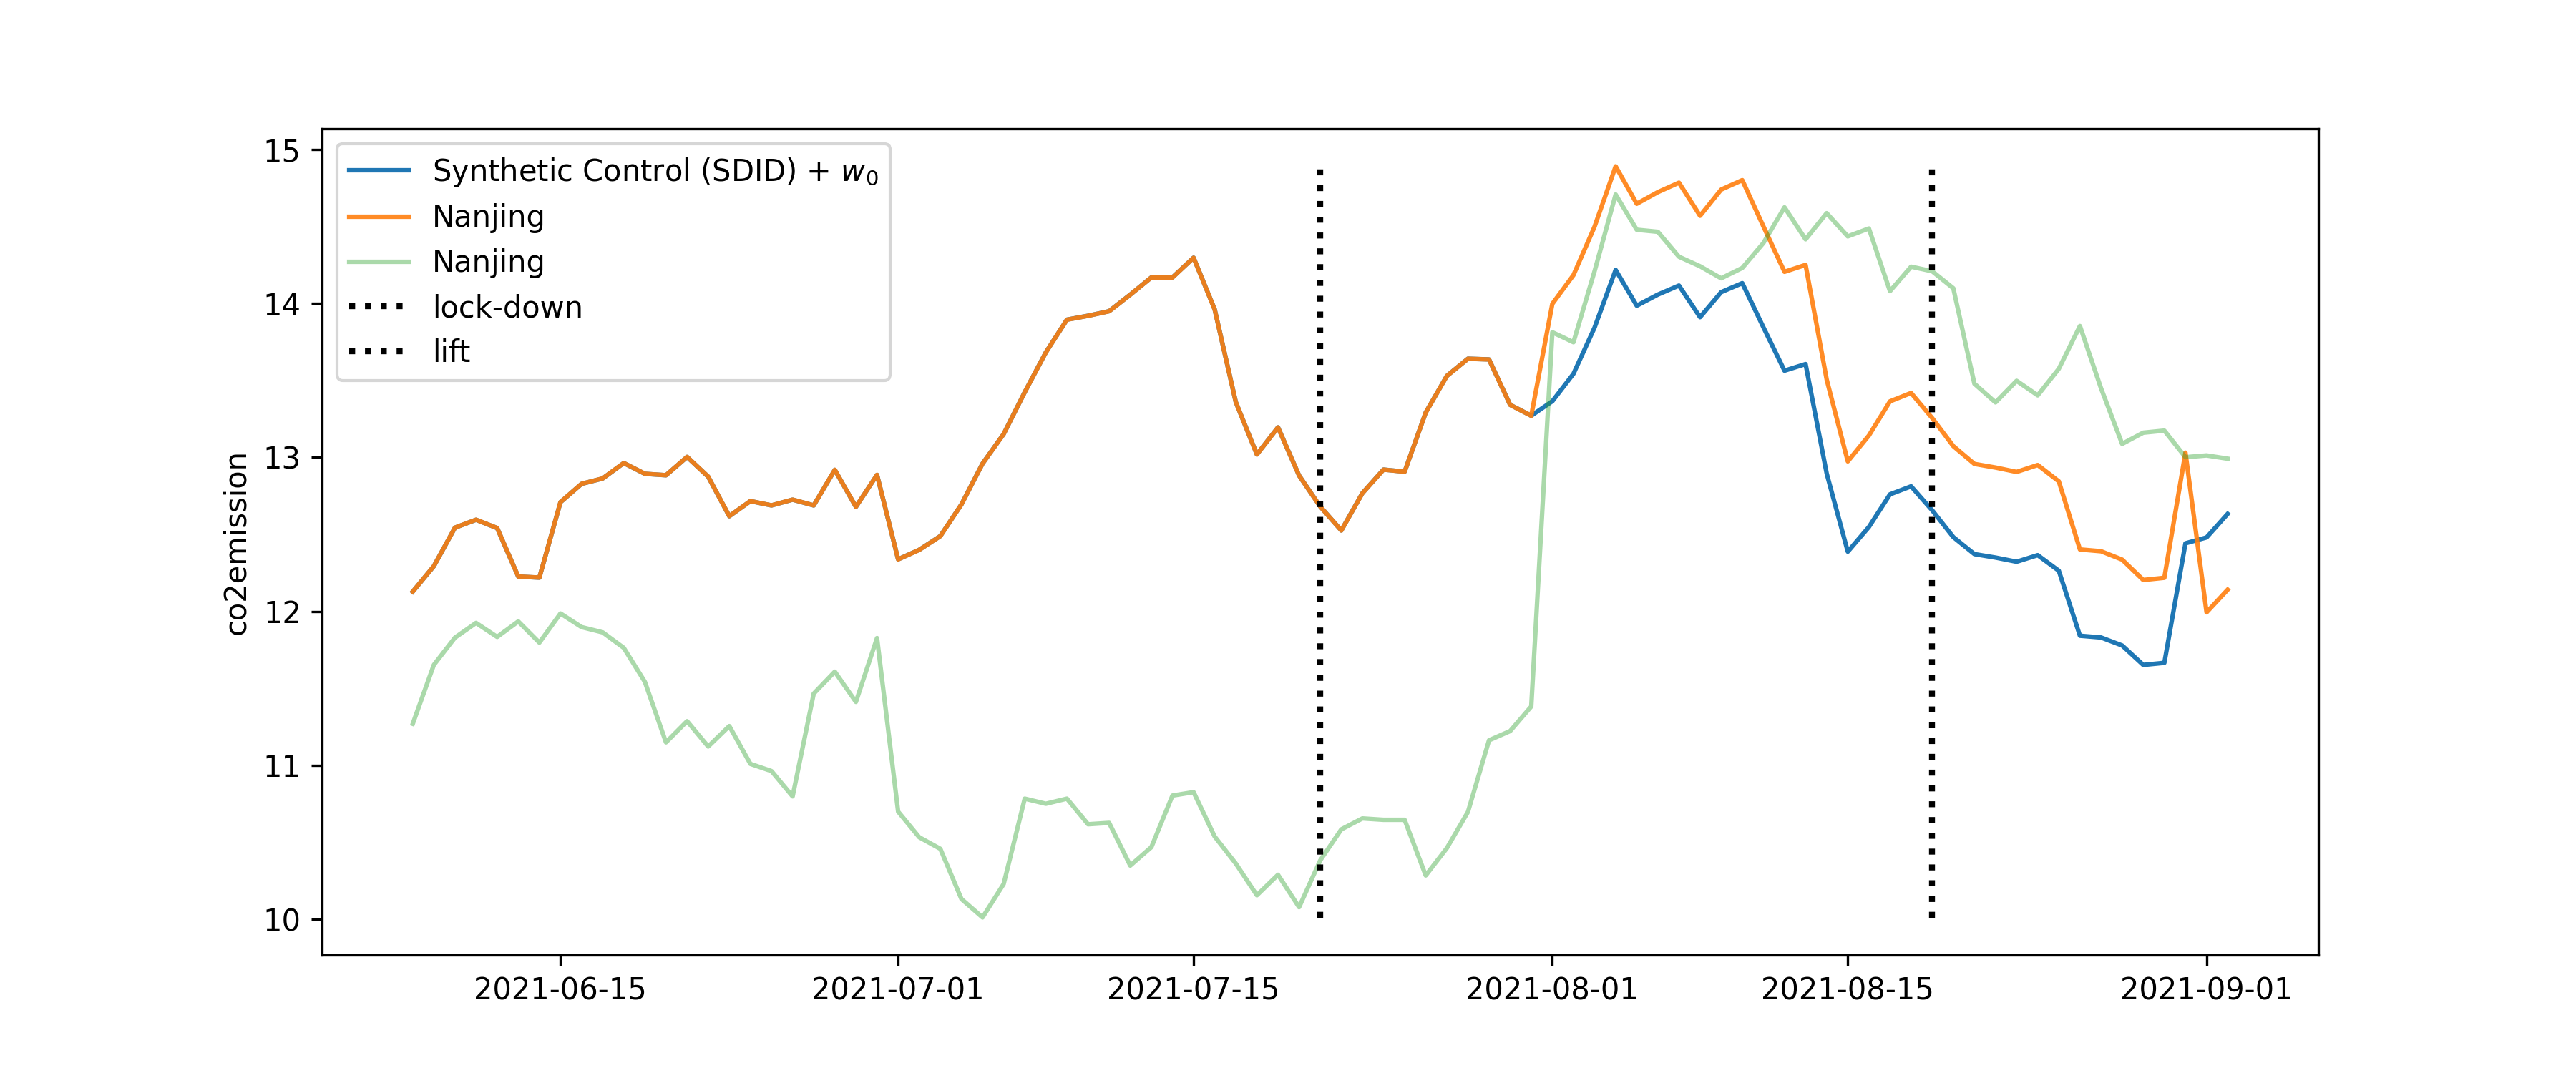 Synthetic Control (SDID) + w₀
Nanjing
Nanjing
lock-down
lift
co2emission
15
14
13
12
11
10
2021-06-15
2021-07-01
2021-07-15
2021-08-01
2021-08-15
2021-09-01